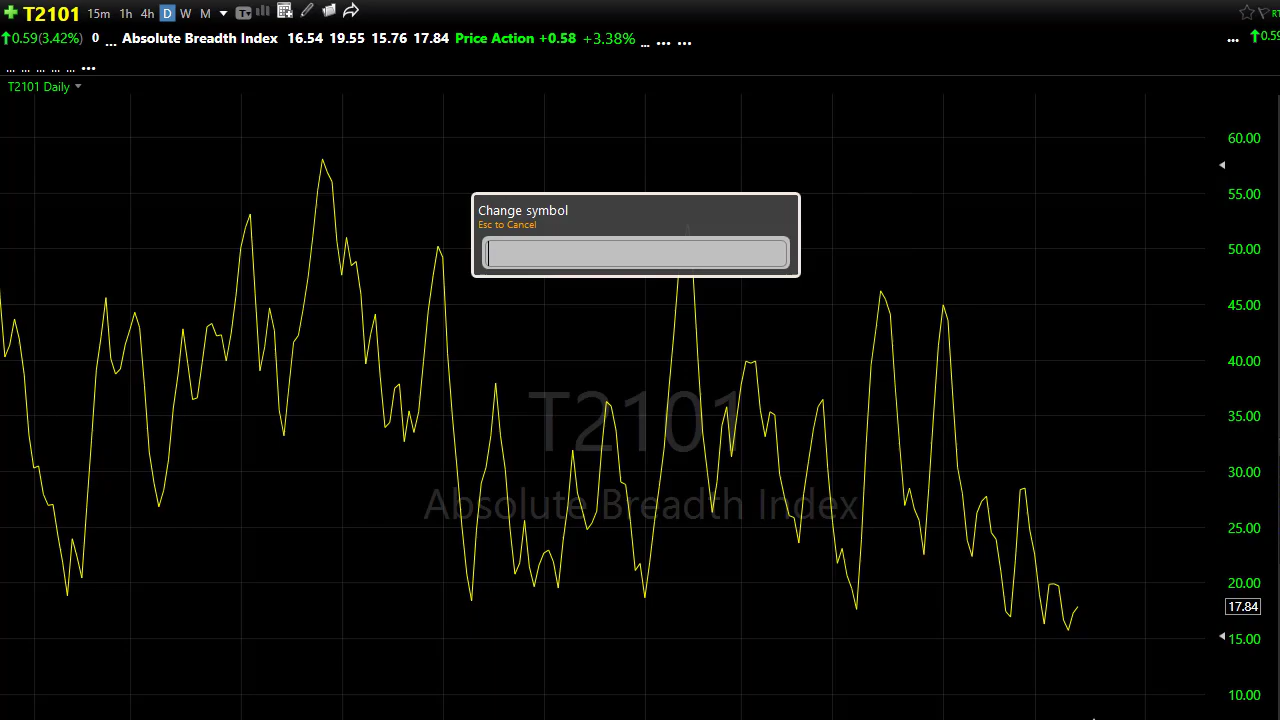 T2101 15m 1h 4h D W M T RT
0.59(3.42%) 0 ... Absolute Breadth Index 16.54 19.55 15.76 17.84 Price Action +0.58 +3.38% ... ... ... ... 0.59
... ... ... ... ... ...
T2101 Daily
60.00
55.00
Change symbol
Esc to Cancel
50.00
45.00
40.00
35.00
T2101
30.00
Absolute Breadth Index
25.00
20.00
17.84
15.00
10.00